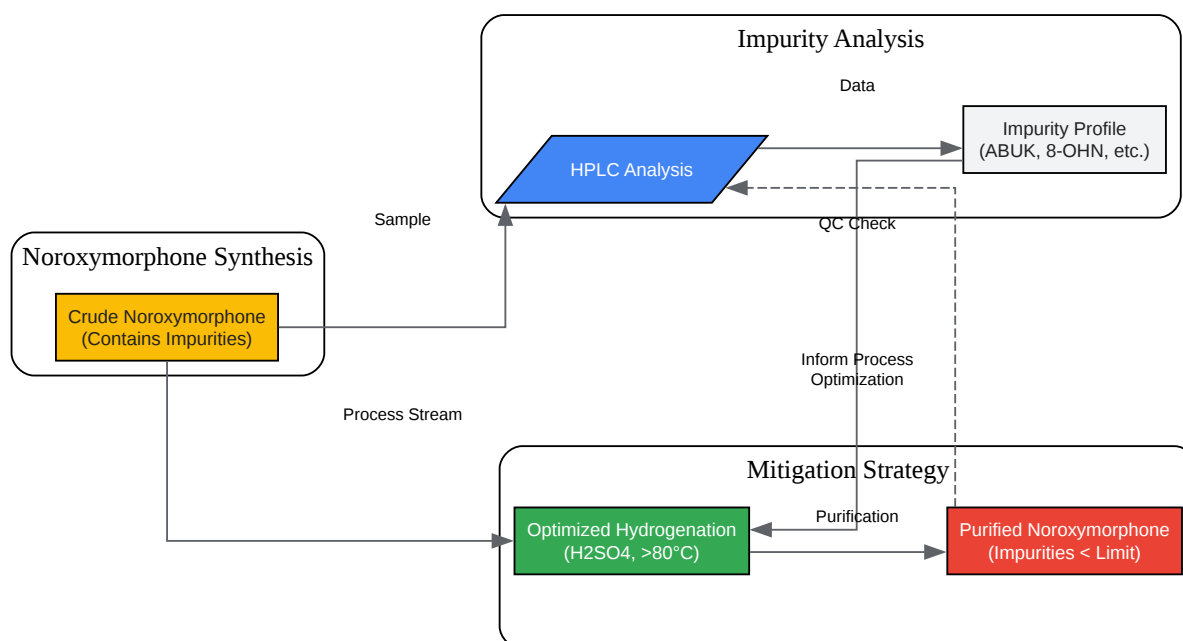 Impurity Analysis
Data
Impurity Profile
(ABUK, 8-OHN, etc.)
HPLC Analysis
Sample
QC Check
Noroxymorphone Synthesis
Crude Noroxymorphone
(Contains Impurities)
Inform Process
Optimization
Process Stream
Mitigation Strategy
Optimized Hydrogenation
(H2SO4, >80°C)
Purification
Purified Noroxymorphone
(Impurities < Limit)